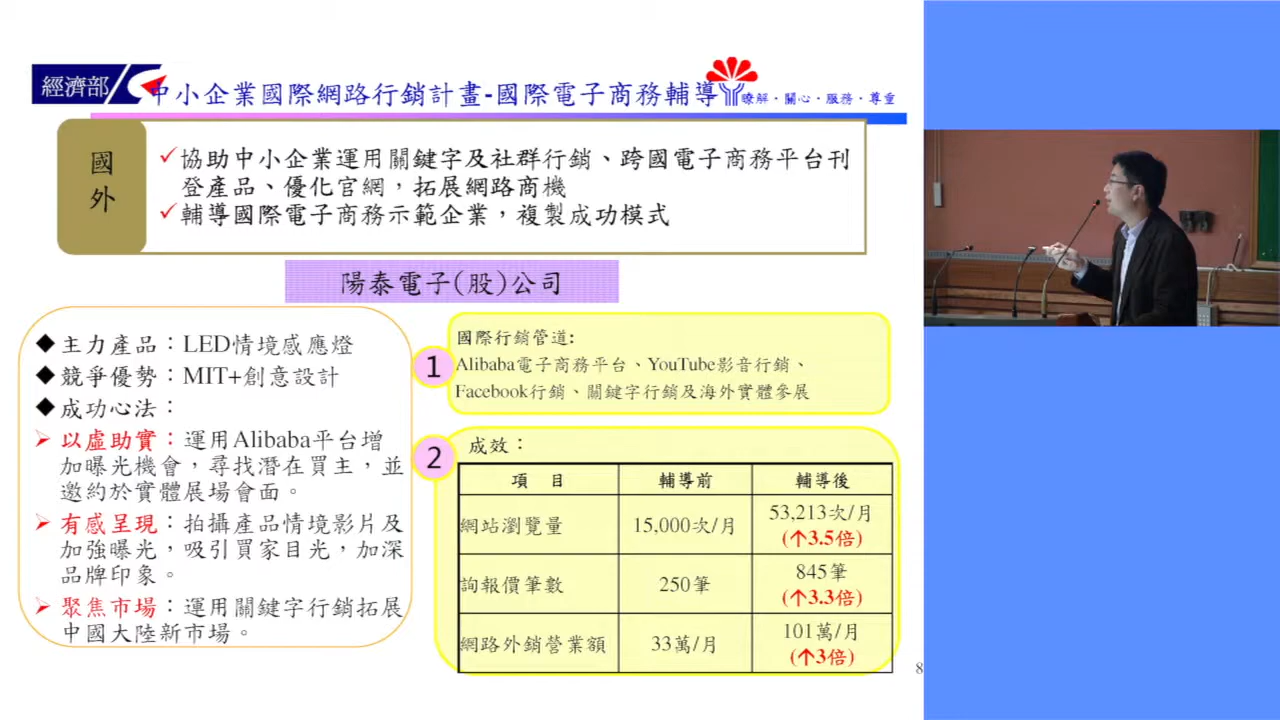 經濟部
中小企業國際網路行銷計畫-國際電子商務輔導
瞭解．關心．服務．尊重
國
外
協助中小企業運用關鍵字及社群行銷、跨國電子商務平台刊
登產品、優化官網，拓展網路商機
輔導國際電子商務示範企業，複製成功模式
陽泰電子(股)公司
◆主力產品：LED情境感應燈
◆競爭優勢：MIT+創意設計
◆成功心法：
以虛助實：運用Alibaba平台增
加曝光機會，尋找潛在買主，並
邀約於實體展場會面。
有感呈現：拍攝產品情境影片及
加強曝光，吸引買家目光，加深
品牌印象。
聚焦市場：運用關鍵字行銷拓展
中國大陸新市場。
1
國際行銷管道:
Alibaba電子商務平台、YouTube影音行銷、
Facebook行銷、關鍵字行銷及海外實體參展
2
成效：
項 目 輔導前 輔導後
網站瀏覽量 15,000次/月 53,213次/月
(↑3.5倍)
詢報價筆數 250筆 845筆
(↑3.3倍)
網路外銷營業額 33萬/月 101萬/月
(↑3倍)
8